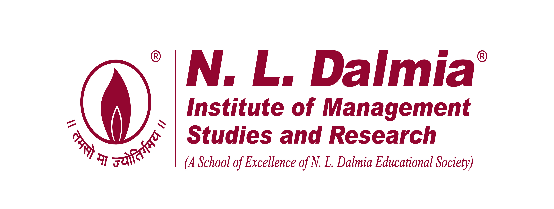 ॥ तमसो मा ज्योतिर्गमय ॥
®
N. L. Dalmia®
Institute of Management
Studies and Research
(A School of Excellence of N. L. Dalmia Educational Society)